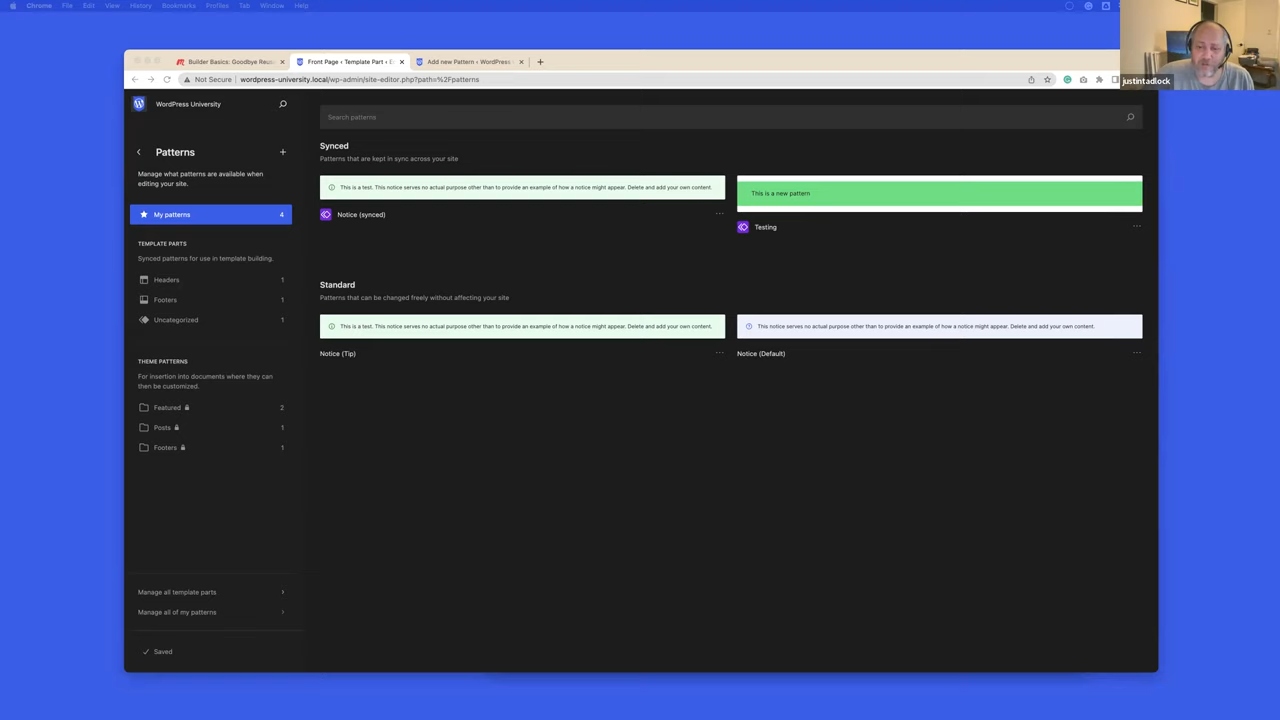 Chrome File Edit View History Bookmarks Profiles Tab Window Help
Builder Basics: Goodbye Reus
Front Page ‹ Template Part ‹ E
Add new Pattern ‹ WordPress
Not Secure wordpress-university.local/wp-admin/site-editor.php?path=%2Fpatterns
justintadlock
WordPress University
Patterns
Manage what patterns are available when
editing your site.
My patterns 4
TEMPLATE PARTS
Synced patterns for use in template building.
Headers 1
Footers 1
Uncategorized 1
THEME PATTERNS
For insertion into documents where they can
then be customized.
Featured 2
Posts 1
Footers 1
Manage all template parts
Manage all of my patterns
Saved
Search patterns
Synced
Patterns that are kept in sync across your site
This is a test. This notice serves no actual purpose other than to provide an example of how a notice might appear. Delete and add your own content.
Notice (synced)
This is a new pattern
Testing
Standard
Patterns that can be changed freely without affecting your site
This is a test. This notice serves no actual purpose other than to provide an example of how a notice might appear. Delete and add your own content.
Notice (Tip)
This notice serves no actual purpose other than to provide an example of how a notice might appear. Delete and add your own content.
Notice (Default)